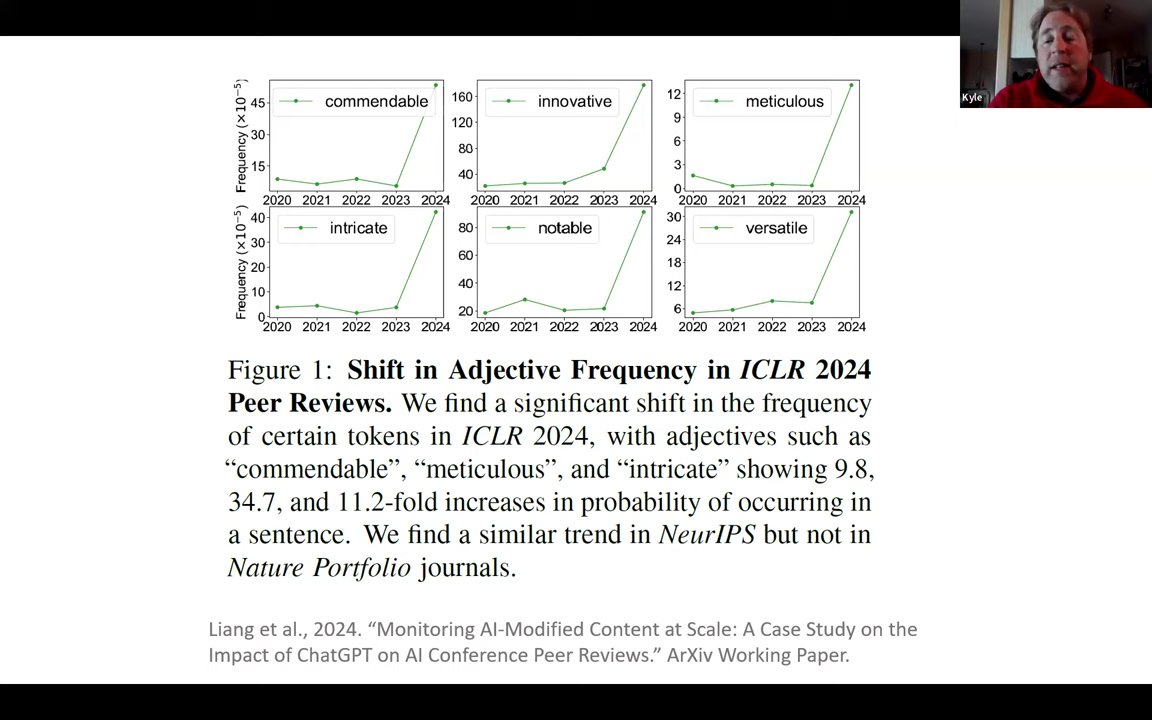 Kyle
Frequency (×10⁻⁵)
45
30
15
commendable
2020 2021 2022 2023 2024
160
120
80
40
innovative
2020 2021 2022 2023 2024
12
9
6
3
0
meticulous
2020 2021 2022 2023 2024
Frequency (×10⁻⁵)
40
30
20
10
0
intricate
2020 2021 2022 2023 2024
80
60
40
20
notable
2020 2021 2022 2023 2024
30
24
18
12
6
versatile
2020 2021 2022 2023 2024
Figure 1: Shift in Adjective Frequency in ICLR 2024
Peer Reviews. We find a significant shift in the frequency
of certain tokens in ICLR 2024, with adjectives such as
“commendable”, “meticulous”, and “intricate” showing 9.8,
34.7, and 11.2-fold increases in probability of occurring in
a sentence. We find a similar trend in NeurIPS but not in
Nature Portfolio journals.
Liang et al., 2024. “Monitoring AI-Modified Content at Scale: A Case Study on the
Impact of ChatGPT on AI Conference Peer Reviews.” ArXiv Working Paper.